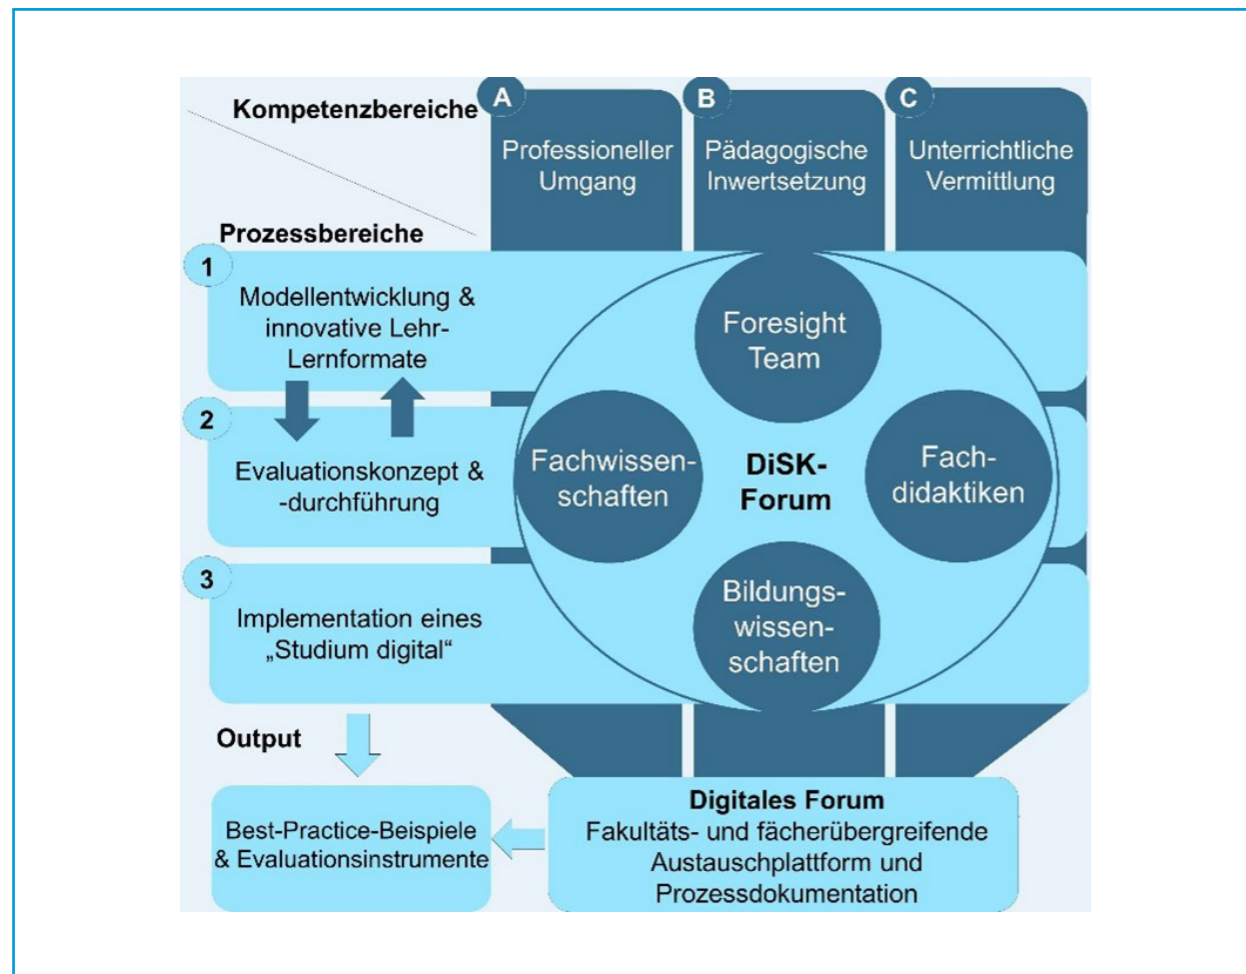 Kompetenzbereiche
A
B
C
Professioneller
Umgang
Pädagogische
Inwertsetzung
Unterrichtliche
Vermittlung
Prozessbereiche
1
Modellentwicklung &
innovative Lehr-
Lernformate
2
Evaluationskonzept &
-durchführung
3
Implementation eines
„Studium digital“
Foresight
Team
Fachwissen-
schaften
DiSK-
Forum
Fach-
didaktiken
Bildungs-
wissen-
schaften
Output
Best-Practice-Beispiele
& Evaluationsinstrumente
Digitales Forum
Fakultäts- und fächerübergreifende
Austauschplattform und
Prozessdokumentation